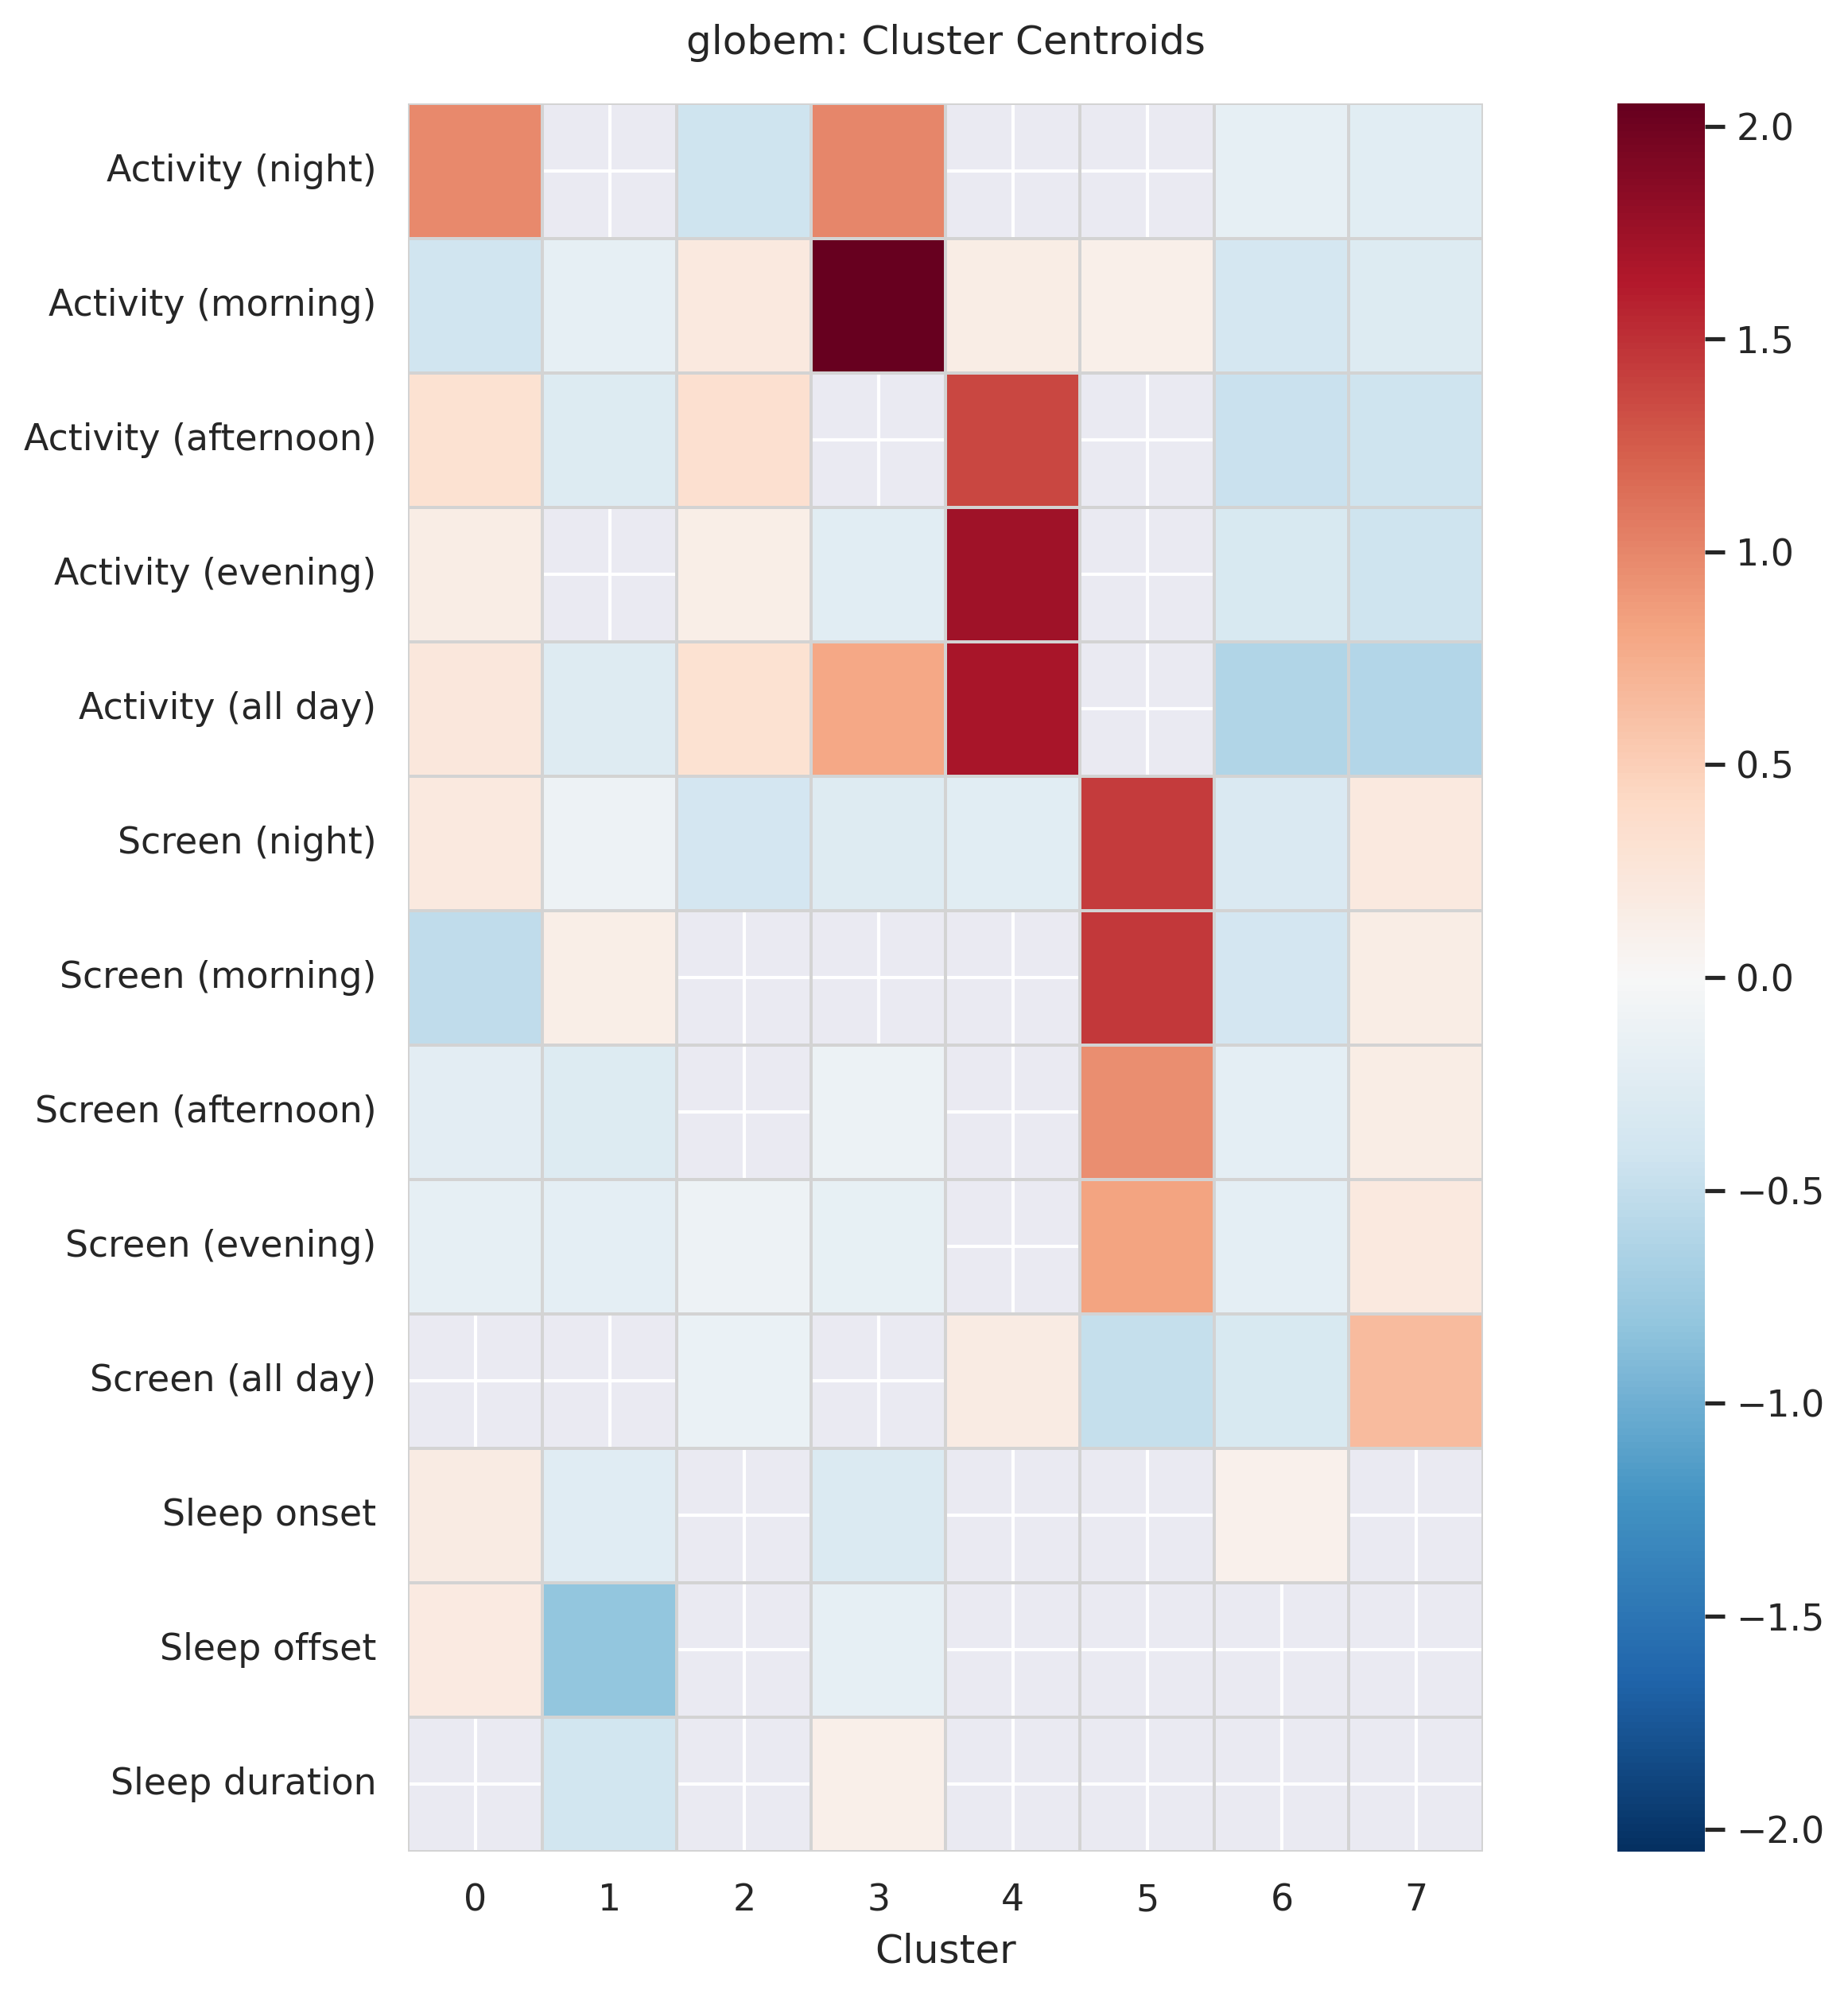 globem: Cluster Centroids
Activity (night)
Activity (morning)
Activity (afternoon)
Activity (evening)
Activity (all day)
Screen (night)
Screen (morning)
Screen (afternoon)
Screen (evening)
Screen (all day)
Sleep onset
Sleep offset
Sleep duration
0 1 2 3 4 5 6 7
Cluster
2.0
1.5
1.0
0.5
0.0
−0.5
−1.0
−1.5
−2.0